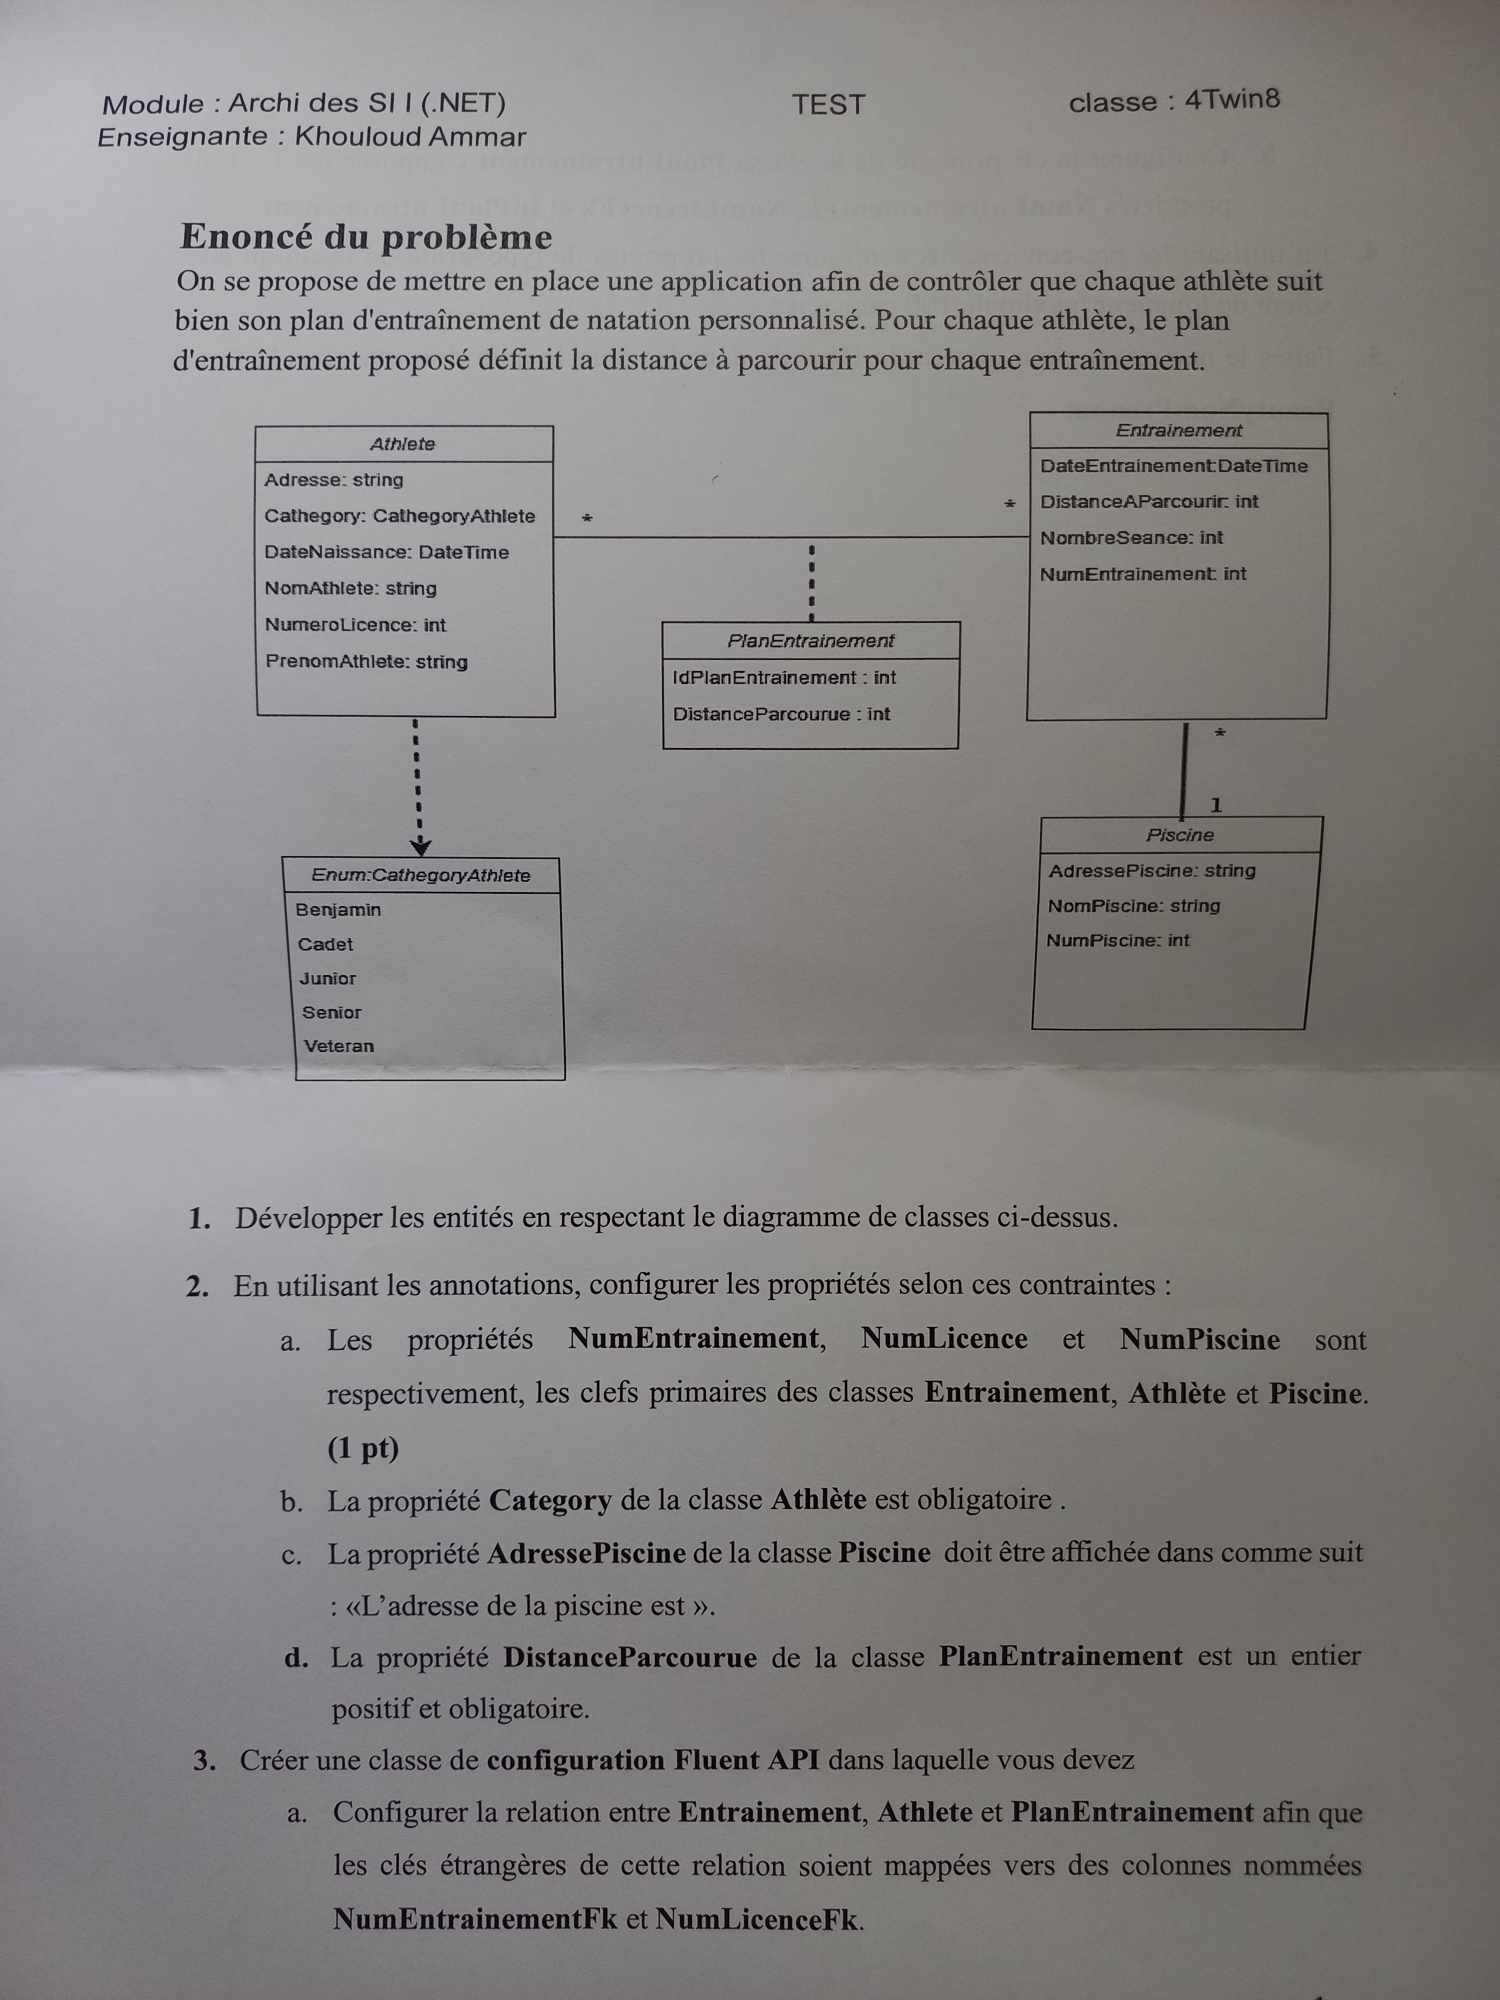 Module : Archi des SI I (.NET) TEST classe : 4Twin8
Enseignante : Khouloud Ammar
Enoncé du problème
On se propose de mettre en place une application afin de contrôler que chaque athlète suit
bien son plan d'entraînement de natation personnalisé. Pour chaque athlète, le plan
d'entraînement proposé définit la distance à parcourir pour chaque entraînement.
Athlete
Adresse: string
Cathegory: CathegoryAthlete
DateNaissance: DateTime
NomAthlete: string
NumeroLicence: int
PrenomAthlete: string
*
*
Entrainement
DateEntrainement:DateTime
DistanceAParcourir: int
NombreSeance: int
NumEntrainement: int
PlanEntrainement
IdPlanEntrainement : int
DistanceParcourue : int
*
1
Enum:CathegoryAthlete
Benjamin
Cadet
Junior
Senior
Veteran
Piscine
AdressePiscine: string
NomPiscine: string
NumPiscine: int
1. Développer les entités en respectant le diagramme de classes ci-dessus.
2. En utilisant les annotations, configurer les propriétés selon ces contraintes :
a. Les propriétés NumEntrainement, NumLicence et NumPiscine sont
respectivement, les clefs primaires des classes Entrainement, Athlète et Piscine.
(1 pt)
b. La propriété Category de la classe Athlète est obligatoire .
c. La propriété AdressePiscine de la classe Piscine doit être affichée dans comme suit
: «L’adresse de la piscine est ».
d. La propriété DistanceParcourue de la classe PlanEntrainement est un entier
positif et obligatoire.
3. Créer une classe de configuration Fluent API dans laquelle vous devez
a. Configurer la relation entre Entrainement, Athlete et PlanEntrainement afin que
les clés étrangères de cette relation soient mappées vers des colonnes nommées
NumEntrainementFk et NumLicenceFk.